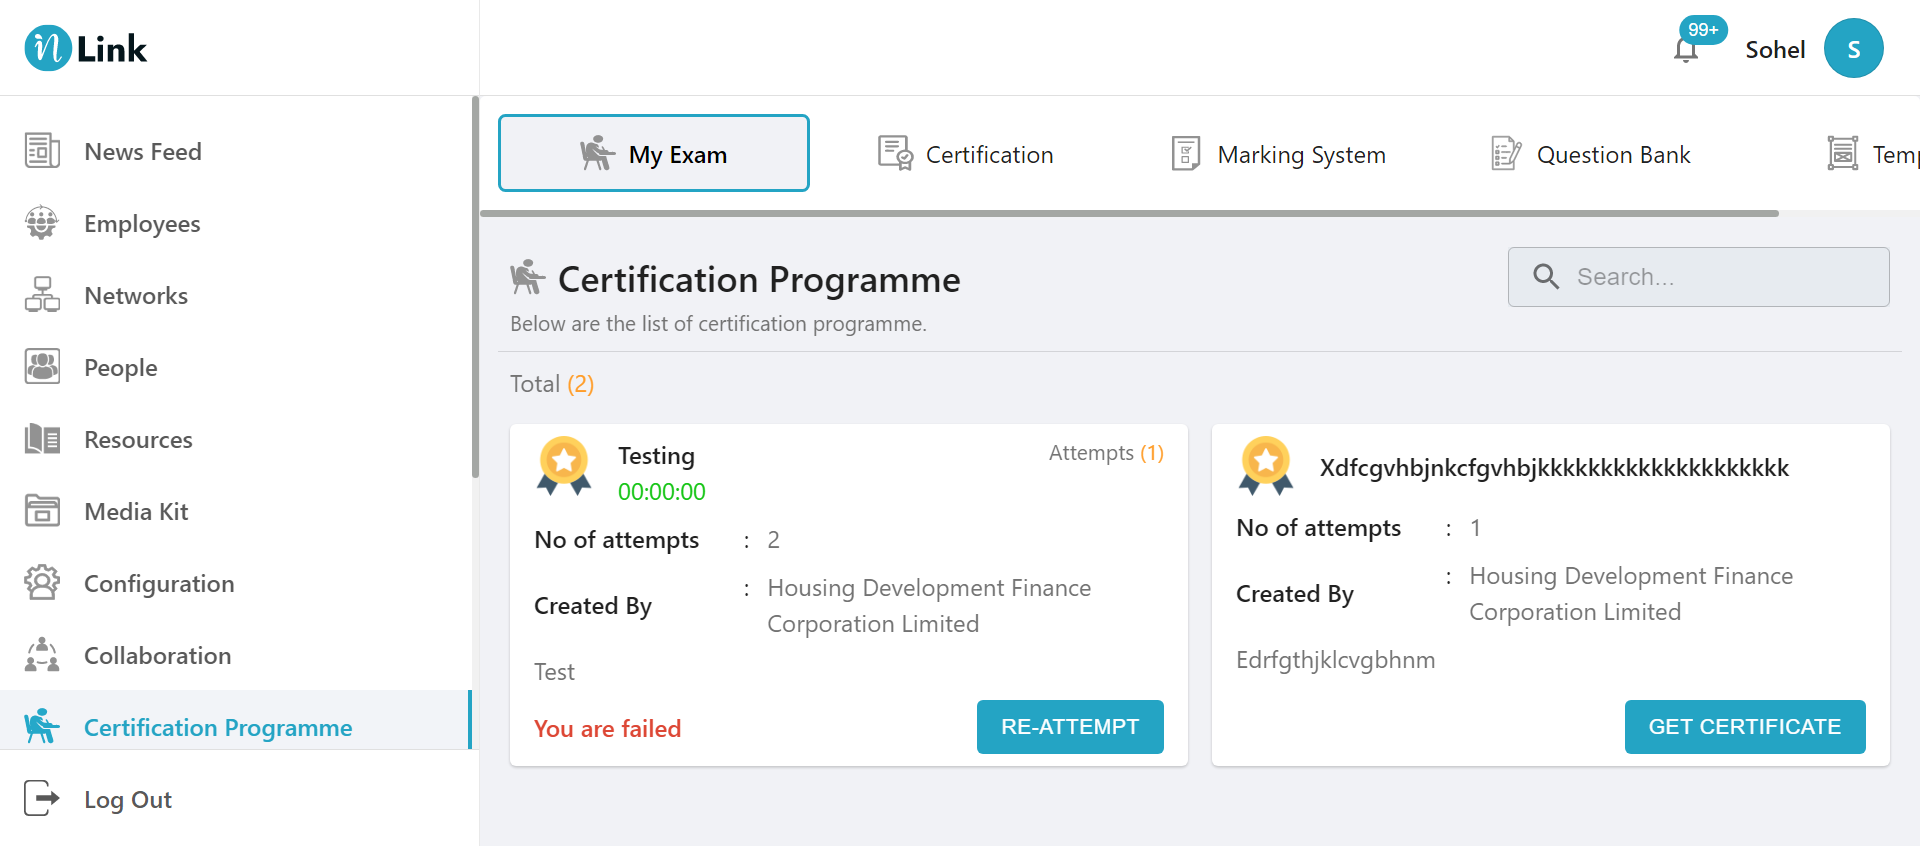 n Link
99+
Sohel
S
News Feed
Employees
Networks
People
Resources
Media Kit
Configuration
Collaboration
Certification Programme
Log Out
My Exam
Certification
Marking System
Question Bank
Certification Programme
Search...
Below are the list of certification programme.
Total (2)
Testing
Attempts (1)
00:00:00
No of attempts : 2
Created By : Housing Development Finance
Corporation Limited
Test
You are failed
RE-ATTEMPT
Xdfcgvhbjnkcfgvhbjkkkkkkkkkkkkkkkkkkkk
No of attempts : 1
Created By : Housing Development Finance
Corporation Limited
Edrfgthjklcvgbhnm
GET CERTIFICATE